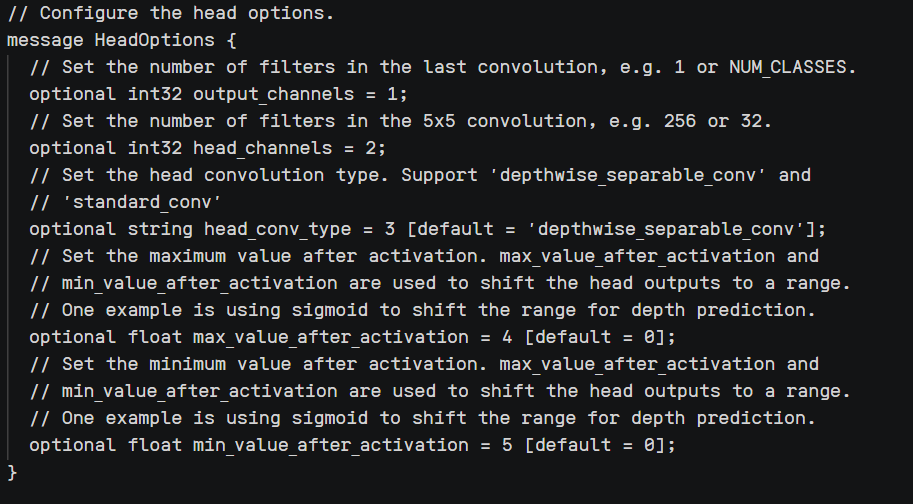 // Configure the head options.
message HeadOptions {
  // Set the number of filters in the last convolution, e.g. 1 or NUM_CLASSES.
  optional int32 output_channels = 1;
  // Set the number of filters in the 5x5 convolution, e.g. 256 or 32.
  optional int32 head_channels = 2;
  // Set the head convolution type. Support 'depthwise_separable_conv' and
  // 'standard_conv'
  optional string head_conv_type = 3 [default = 'depthwise_separable_conv'];
  // Set the maximum value after activation. max_value_after_activation and
  // min_value_after_activation are used to shift the head outputs to a range.
  // One example is using sigmoid to shift the range for depth prediction.
  optional float max_value_after_activation = 4 [default = 0];
  // Set the minimum value after activation. max_value_after_activation and
  // min_value_after_activation are used to shift the head outputs to a range.
  // One example is using sigmoid to shift the range for depth prediction.
  optional float min_value_after_activation = 5 [default = 0];
}